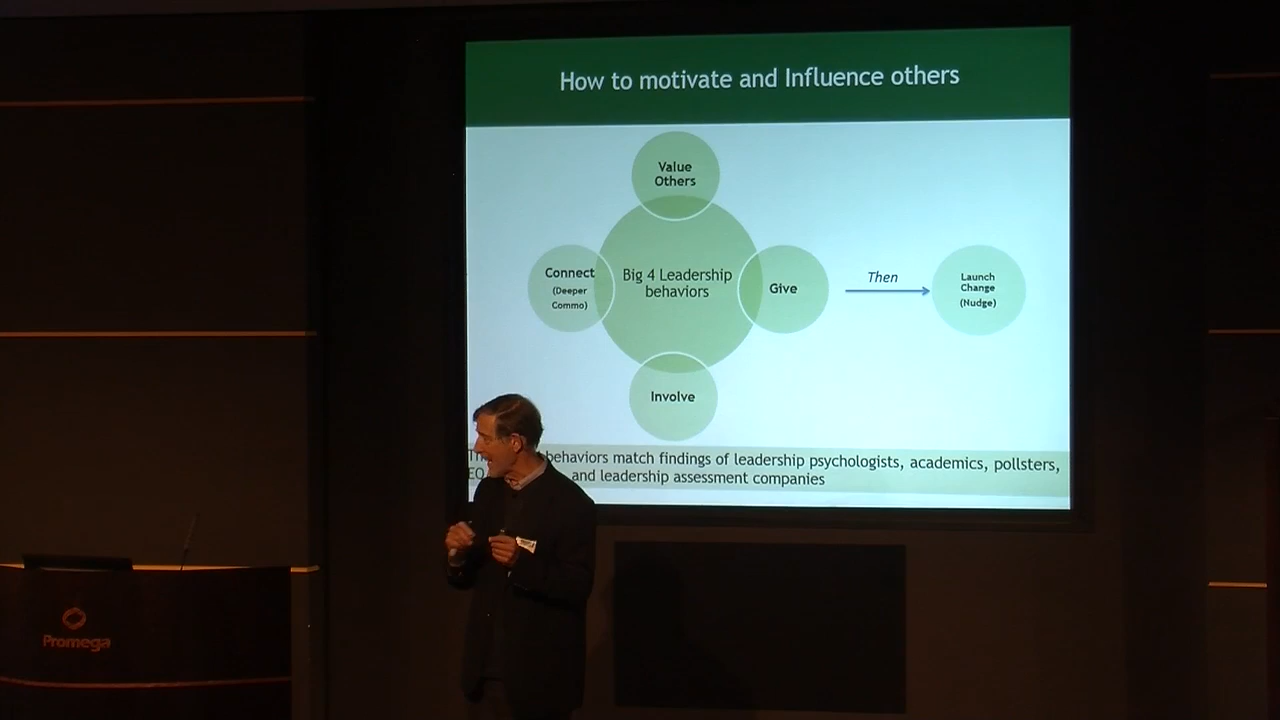 How to motivate and Influence others
Value
Others
Connect
(Deeper
Commo)
Big 4 Leadership
behaviors
Give
Then
Launch
Change
(Nudge)
Involve
behaviors match findings of leadership psychologists, academics, pollsters,
EQ and leadership assessment companies
Promega